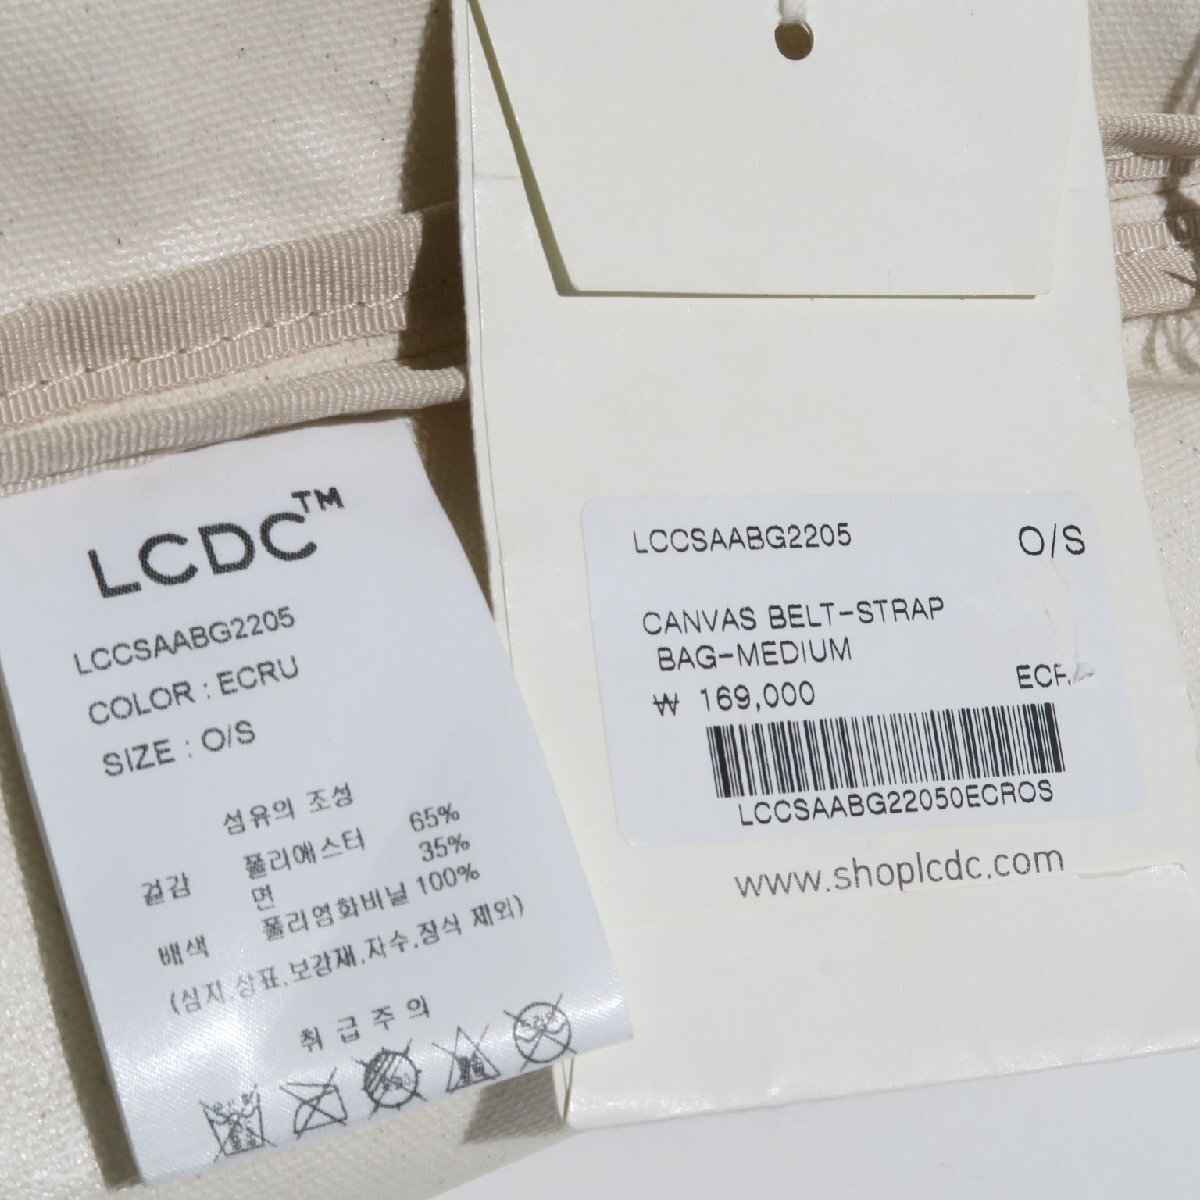 LCDC™
LCCSAABG2205
COLOR : ECRU
SIZE : O/S
섬유의 조성
겉감 폴리에스터 65%
면 35%
배색 폴리염화비닐 100%
(심지,상표,보강재,자수,장식 제외)
취 급 주 의
LCCSAABG2205 O/S
CANVAS BELT-STRAP
BAG-MEDIUM
₩ 169,000
LCCSAABG22050ECROS
www.shoplcdc.com